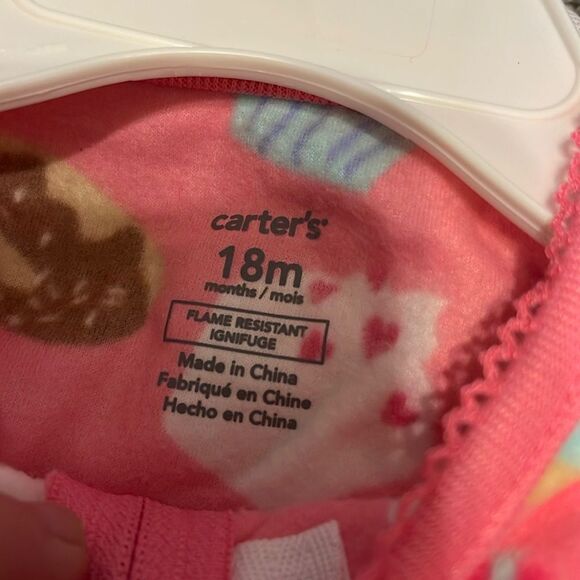 carter's
18m
months / mois
FLAME RESISTANT
IGNIFUGE
Made in China
Fabriqué en Chine
Hecho en China